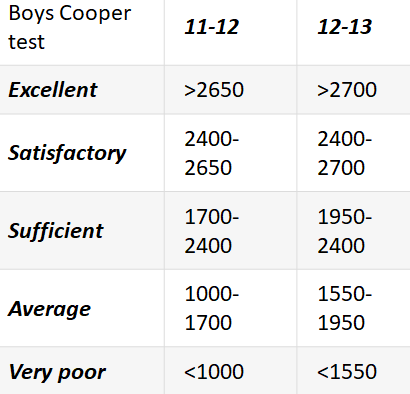 Boys Cooper
test
11-12
12-13
Excellent
>2650
>2700
Satisfactory
2400-
2650
2400-
2700
Sufficient
1700-
2400
1950-
2400
Average
1000-
1700
1550-
1950
Very poor
<1000
<1550